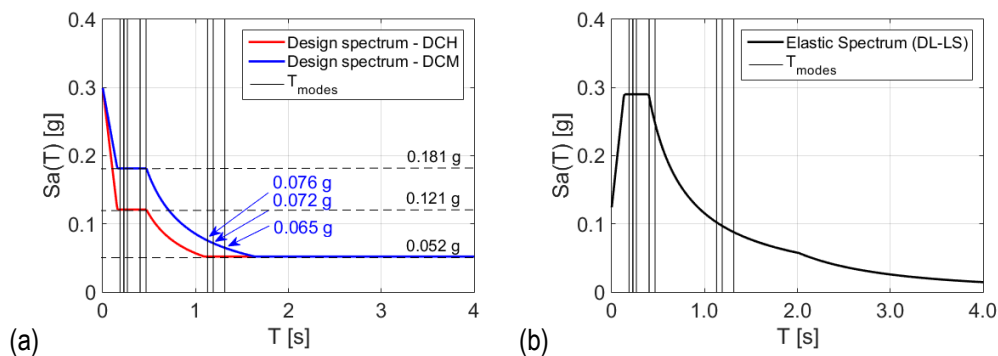 0.4
0.3
0.2
0.1
0
Sa(T) [g]
Design spectrum - DCH
Design spectrum - DCM
T_modes
0.181 g
0.121 g
0.052 g
0.076 g
0.072 g
0.065 g
0 1 2 3 4
T [s]
(a)
0.4
0.3
0.2
0.1
0
Sa(T) [g]
Elastic Spectrum (DL-LS)
T_modes
0 1.0 2.0 3.0 4.0
T [s]
(b)